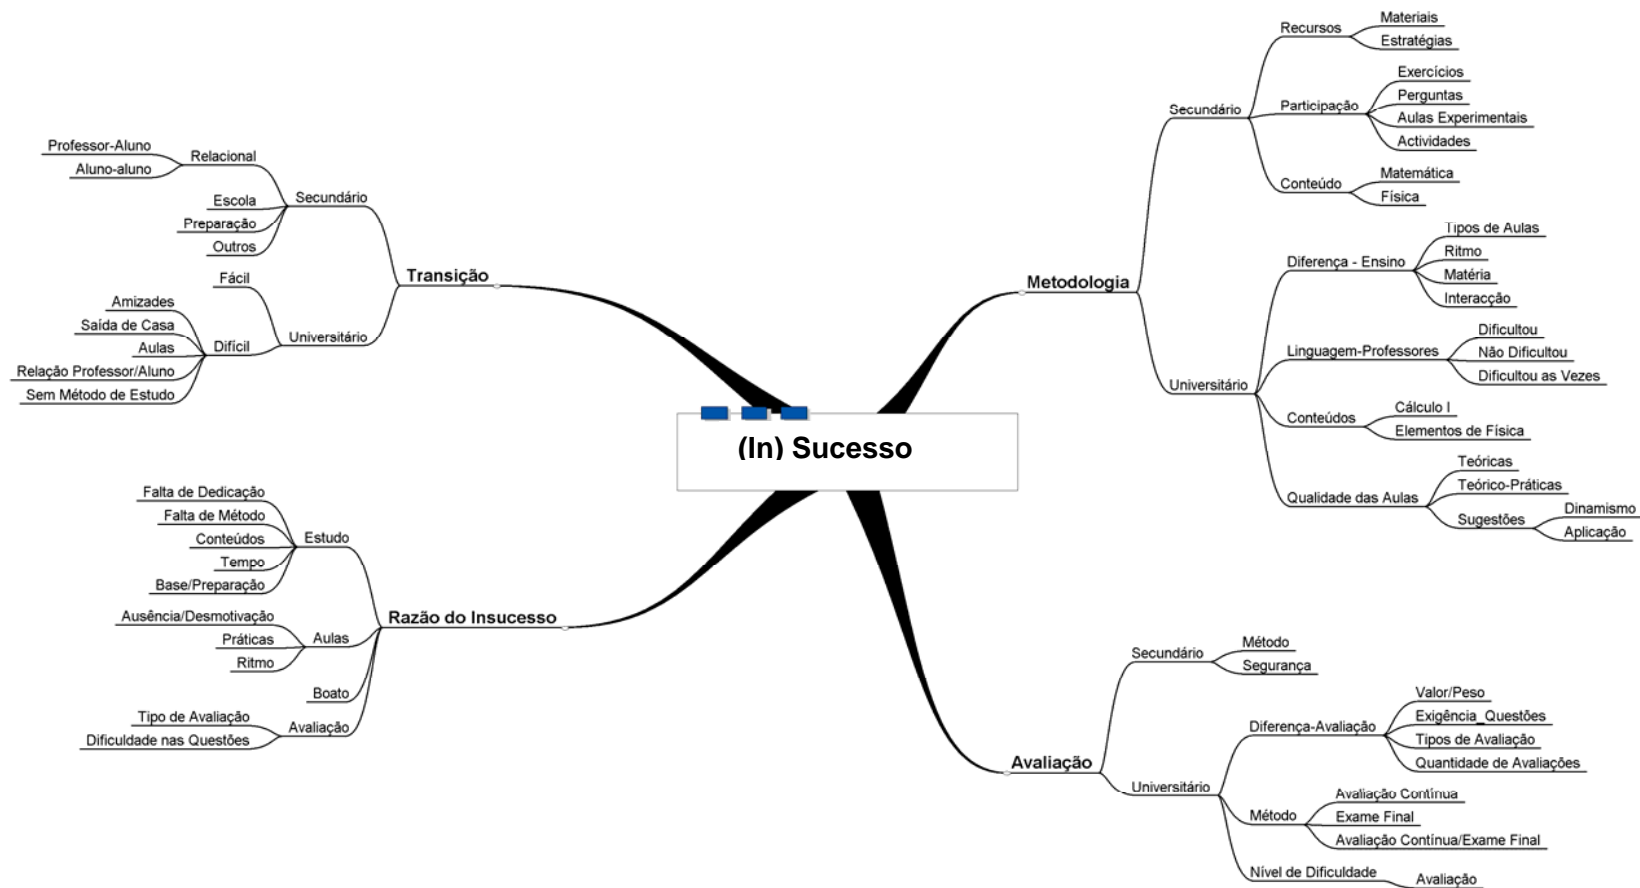 (In) Sucesso
Transição
Secundário
Relacional
Professor-Aluno
Aluno-aluno
Escola
Preparação
Outros
Universitário
Fácil
Difícil
Amizades
Saída de Casa
Aulas
Relação Professor/Aluno
Sem Método de Estudo
Razão do Insucesso
Estudo
Falta de Dedicação
Falta de Método
Conteúdos
Tempo
Base/Preparação
Aulas
Ausência/Desmotivação
Práticas
Ritmo
Boato
Avaliação
Tipo de Avaliação
Dificuldade nas Questões
Metodologia
Secundário
Recursos
Materiais
Estratégias
Participação
Exercícios
Perguntas
Aulas Experimentais
Actividades
Conteúdo
Matemática
Física
Universitário
Diferença - Ensino
Tipos de Aulas
Ritmo
Matéria
Interacção
Linguagem-Professores
Dificultou
Não Dificultou
Dificultou as Vezes
Conteúdos
Cálculo I
Elementos de Física
Qualidade das Aulas
Teóricas
Teórico-Práticas
Sugestões
Dinamismo
Aplicação
Avaliação
Secundário
Método
Segurança
Universitário
Diferença-Avaliação
Valor/Peso
Exigência_Questões
Tipos de Avaliação
Quantidade de Avaliações
Método
Avaliação Contínua
Exame Final
Avaliação Contínua/Exame Final
Nível de Dificuldade
Avaliação